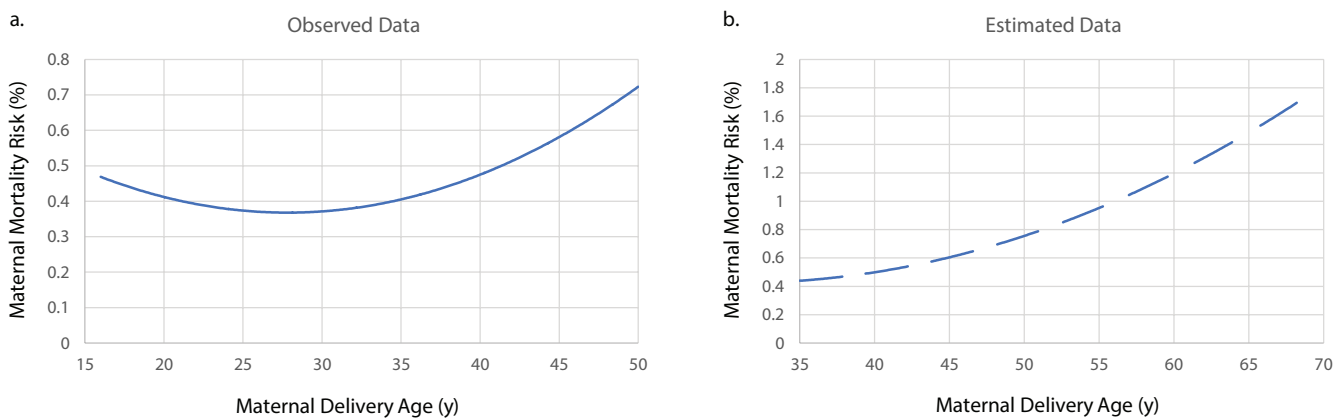 a.
Observed Data
Maternal Mortality Risk (%)
0.8
0.7
0.6
0.5
0.4
0.3
0.2
0.1
0
15 20 25 30 35 40 45 50
Maternal Delivery Age (y)
b.
Estimated Data
Maternal Mortality Risk (%)
2
1.8
1.6
1.4
1.2
1
0.8
0.6
0.4
0.2
0
35 40 45 50 55 60 65 70
Maternal Delivery Age (y)